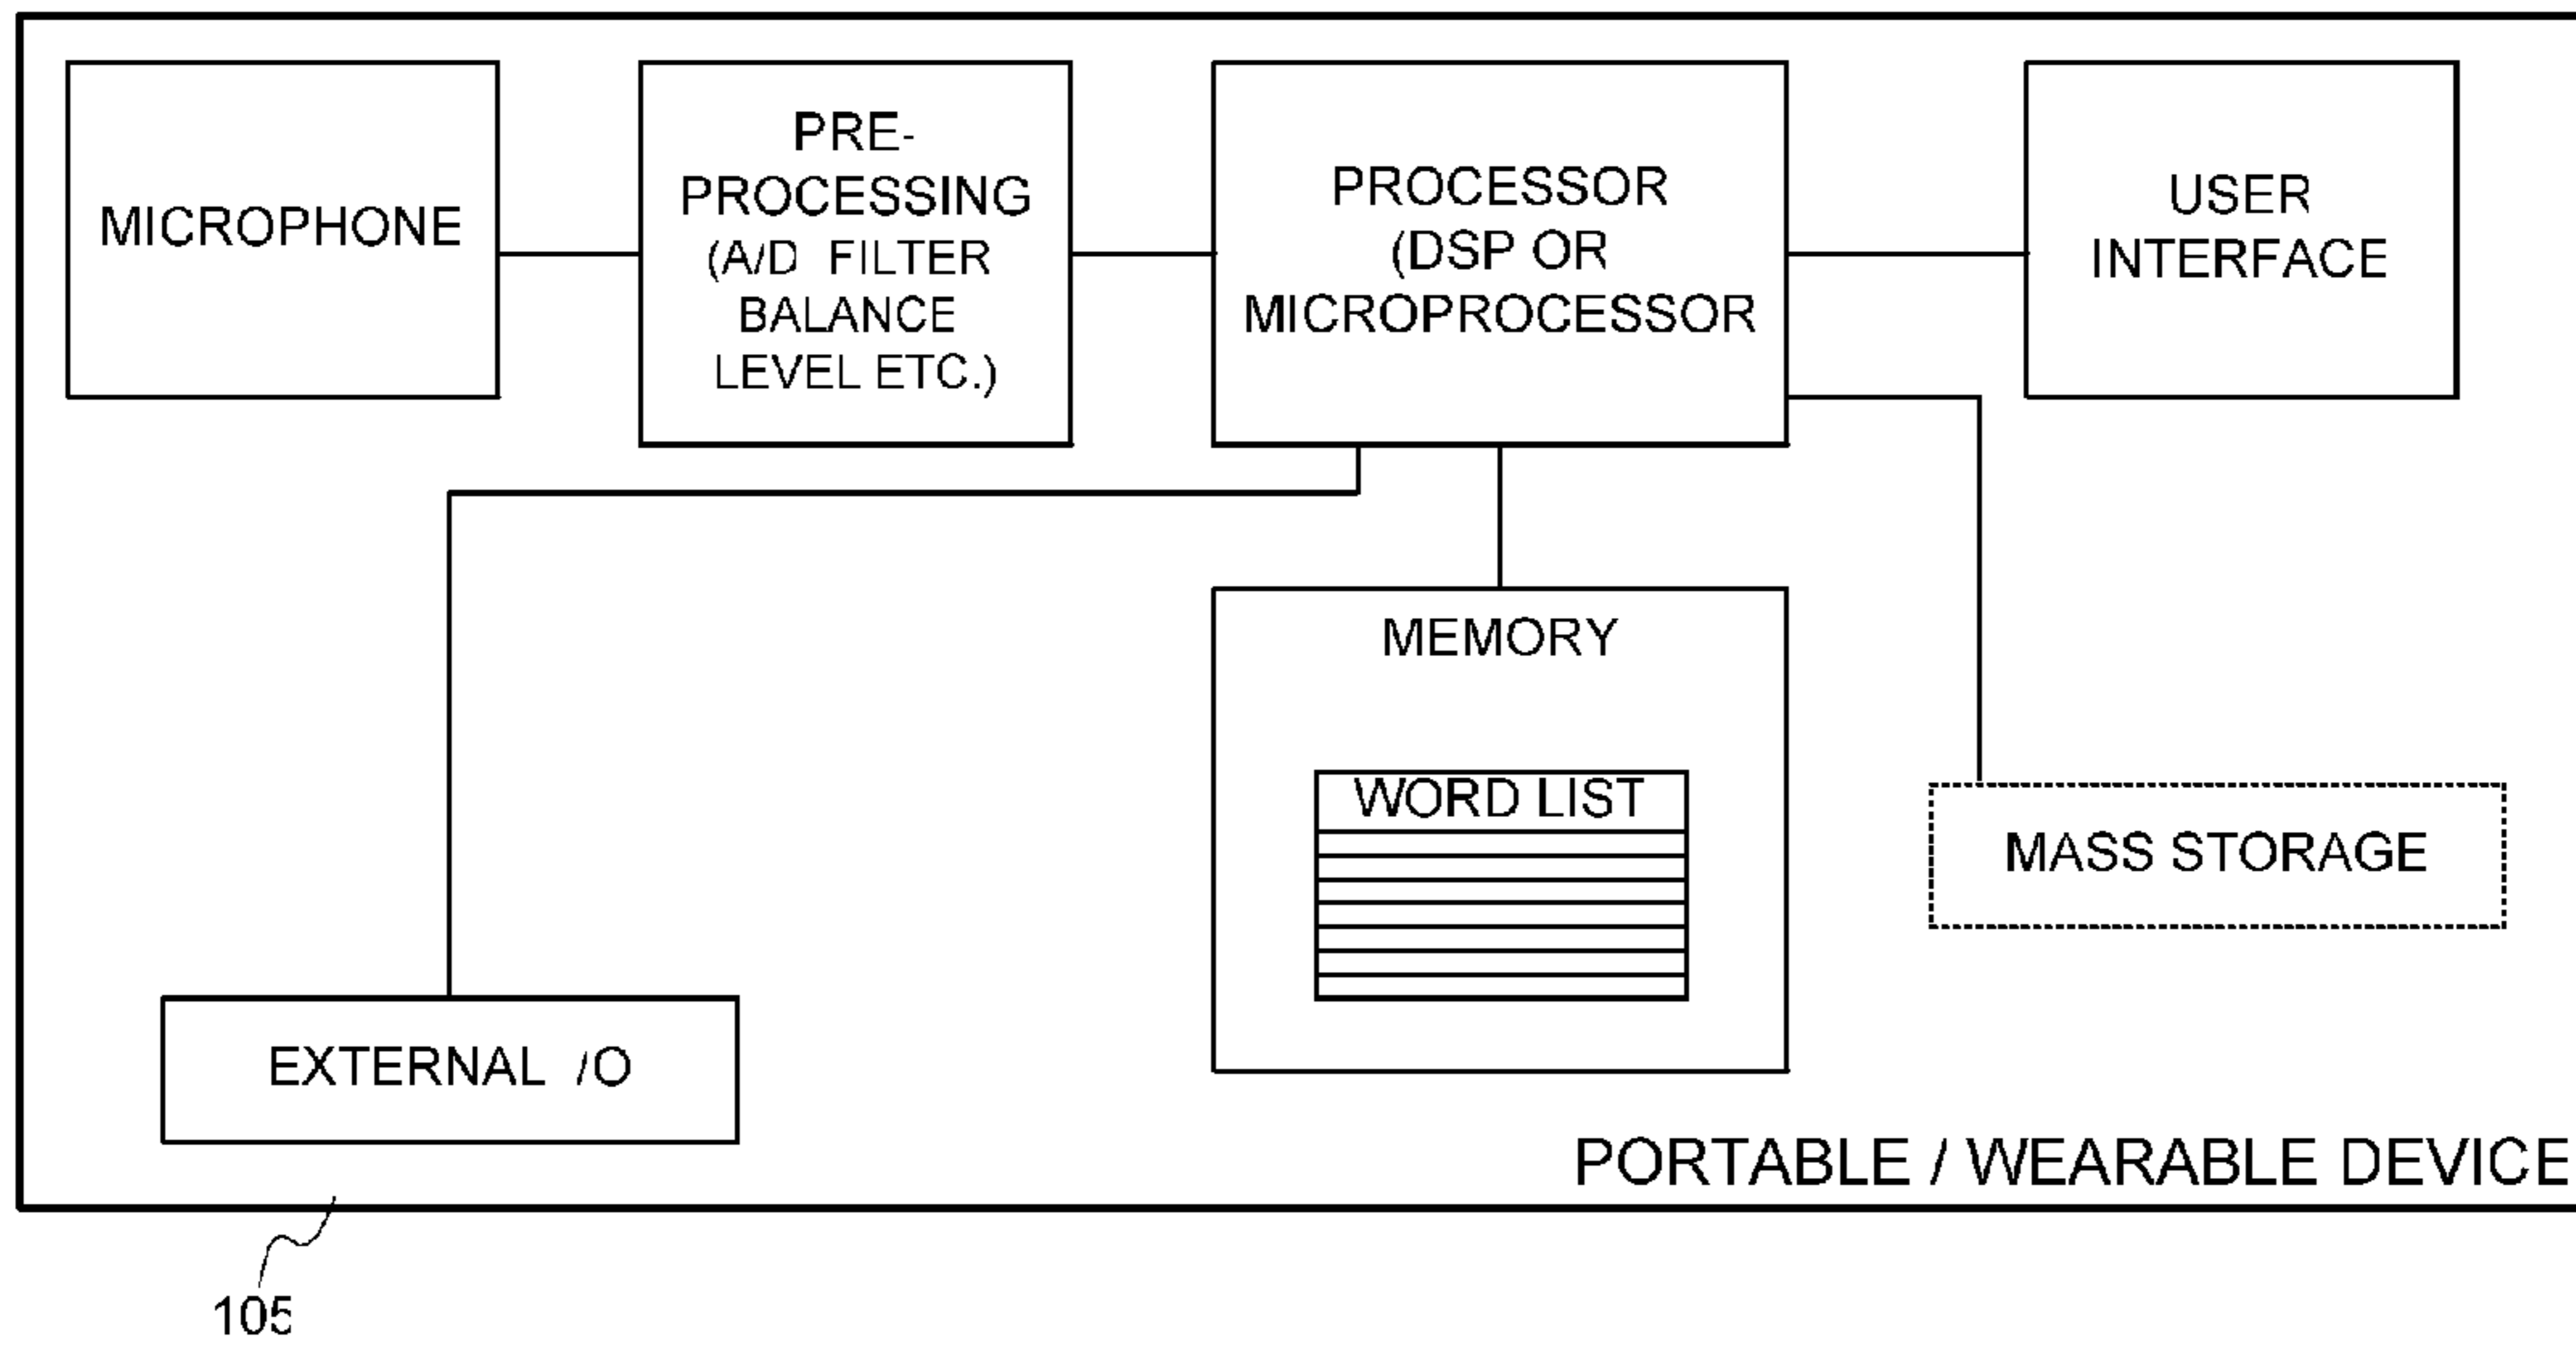 MICROPHONE
PRE-
PROCESSING
(A/D FILTER
BALANCE
LEVEL ETC.)
PROCESSOR
(DSP OR
MICROPROCESSOR
USER
INTERFACE
MEMORY
WORD LIST
MASS STORAGE
EXTERNAL /O
PORTABLE / WEARABLE DEVICE
105